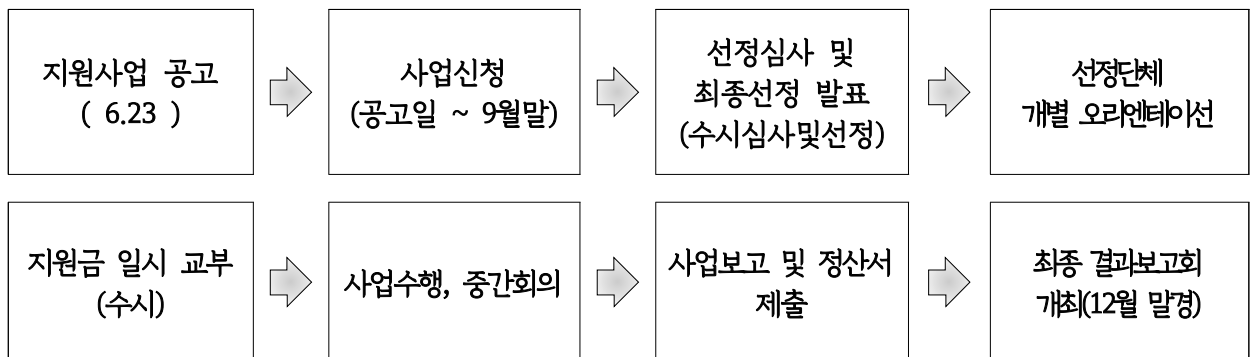 지원사업 공고
( 6.23 )
사업신청
(공고일 ~ 9월말)
선정심사 및
최종선정 발표
(수시심사및선정)
선정단체
개별 오리엔테이션
지원금 일시 교부
(수시)
사업수행, 중간회의
사업보고 및 정산서
제출
최종 결과보고회
개최(12월 말경)